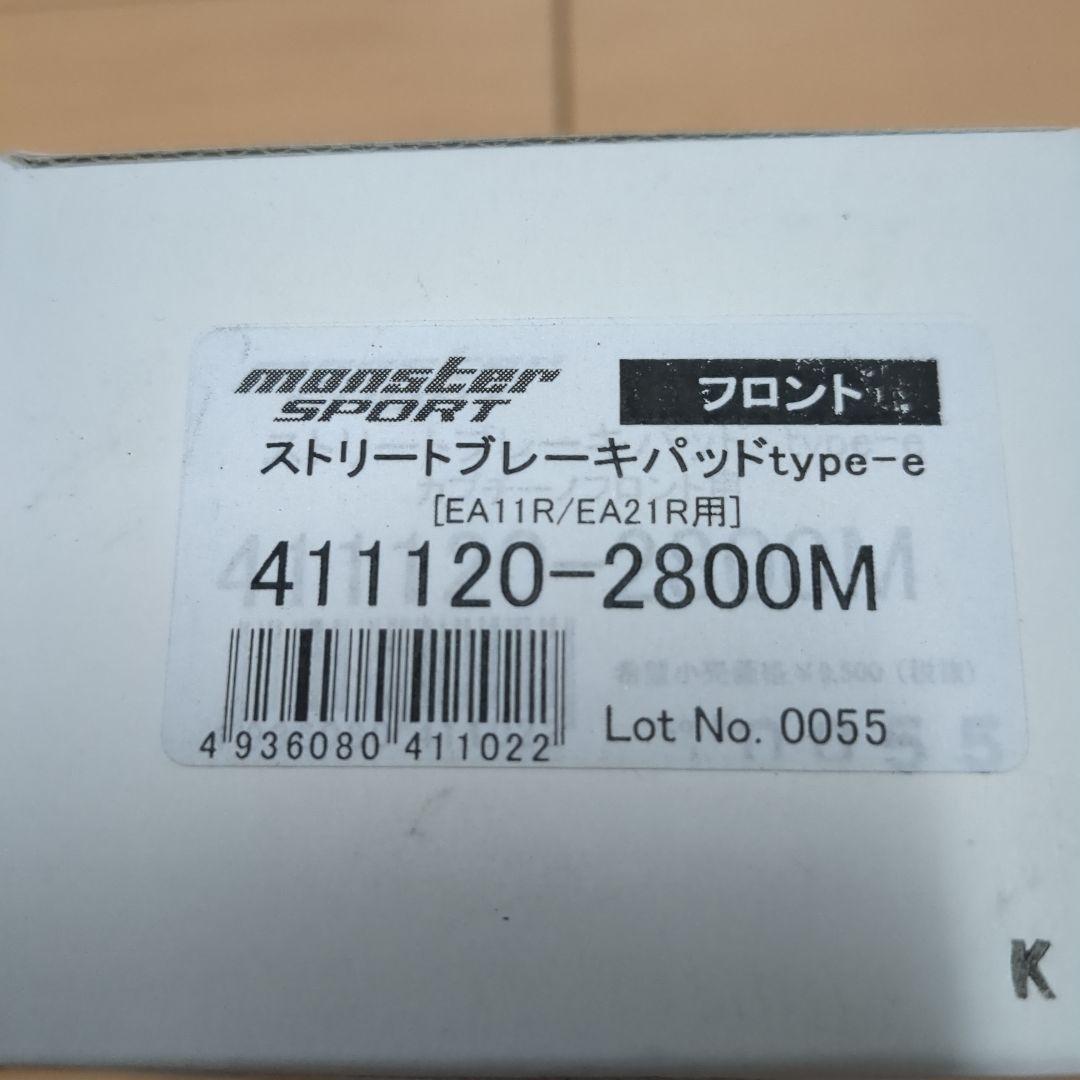 monster
SPORT
フロント
ストリートブレーキパッドtype-e
[EA11R/EA21R用]
411120-2800M
4 936080 411022
Lot No. 0055
K